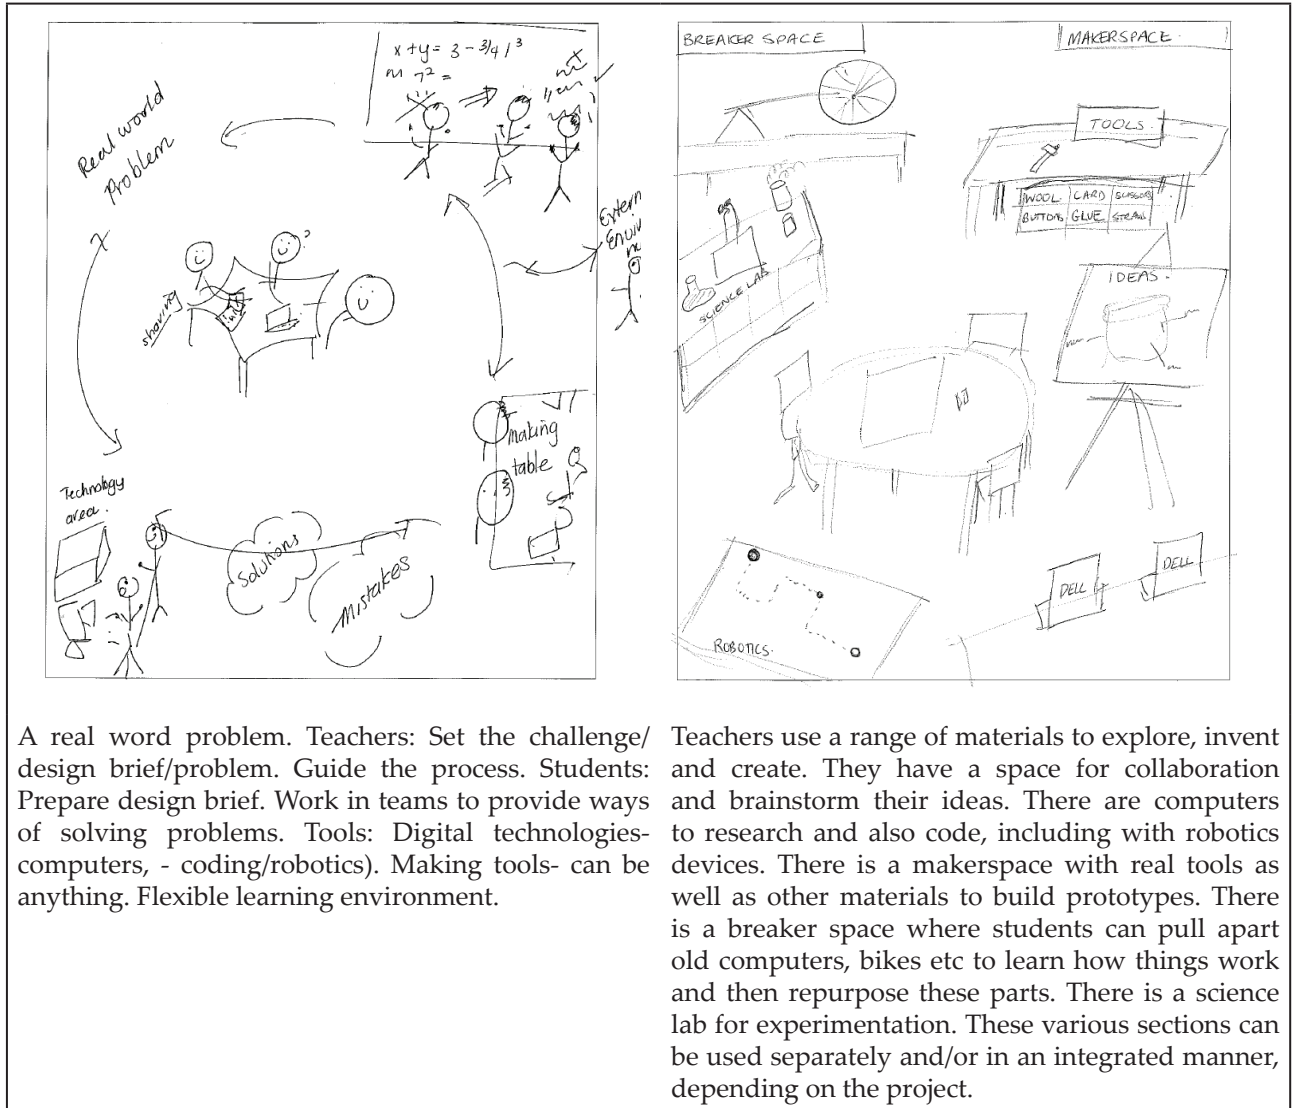 x+y= 3 - 3/4 / 3
m 7² =
Real world
Problem
Extern
Envir
sharing
making
table
Technology
area.
Solutions
Mistakes
BREAKER SPACE
MAKERSPACE.
TOOLS.
WOOL CARD SCISSORS
BUTTONS GLUE STRAW
IDEAS.
SCIENCE LAB
DELL
DELL
ROBOTICS.
A real word problem. Teachers: Set the challenge/
design brief/problem. Guide the process. Students:
Prepare design brief. Work in teams to provide ways
of solving problems. Tools: Digital technologies-
computers, - coding/robotics). Making tools- can be
anything. Flexible learning environment.
Teachers use a range of materials to explore, invent
and create. They have a space for collaboration
and brainstorm their ideas. There are computers
to research and also code, including with robotics
devices. There is a makerspace with real tools as
well as other materials to build prototypes. There
is a breaker space where students can pull apart
old computers, bikes etc to learn how things work
and then repurpose these parts. There is a science
lab for experimentation. These various sections can
be used separately and/or in an integrated manner,
depending on the project.